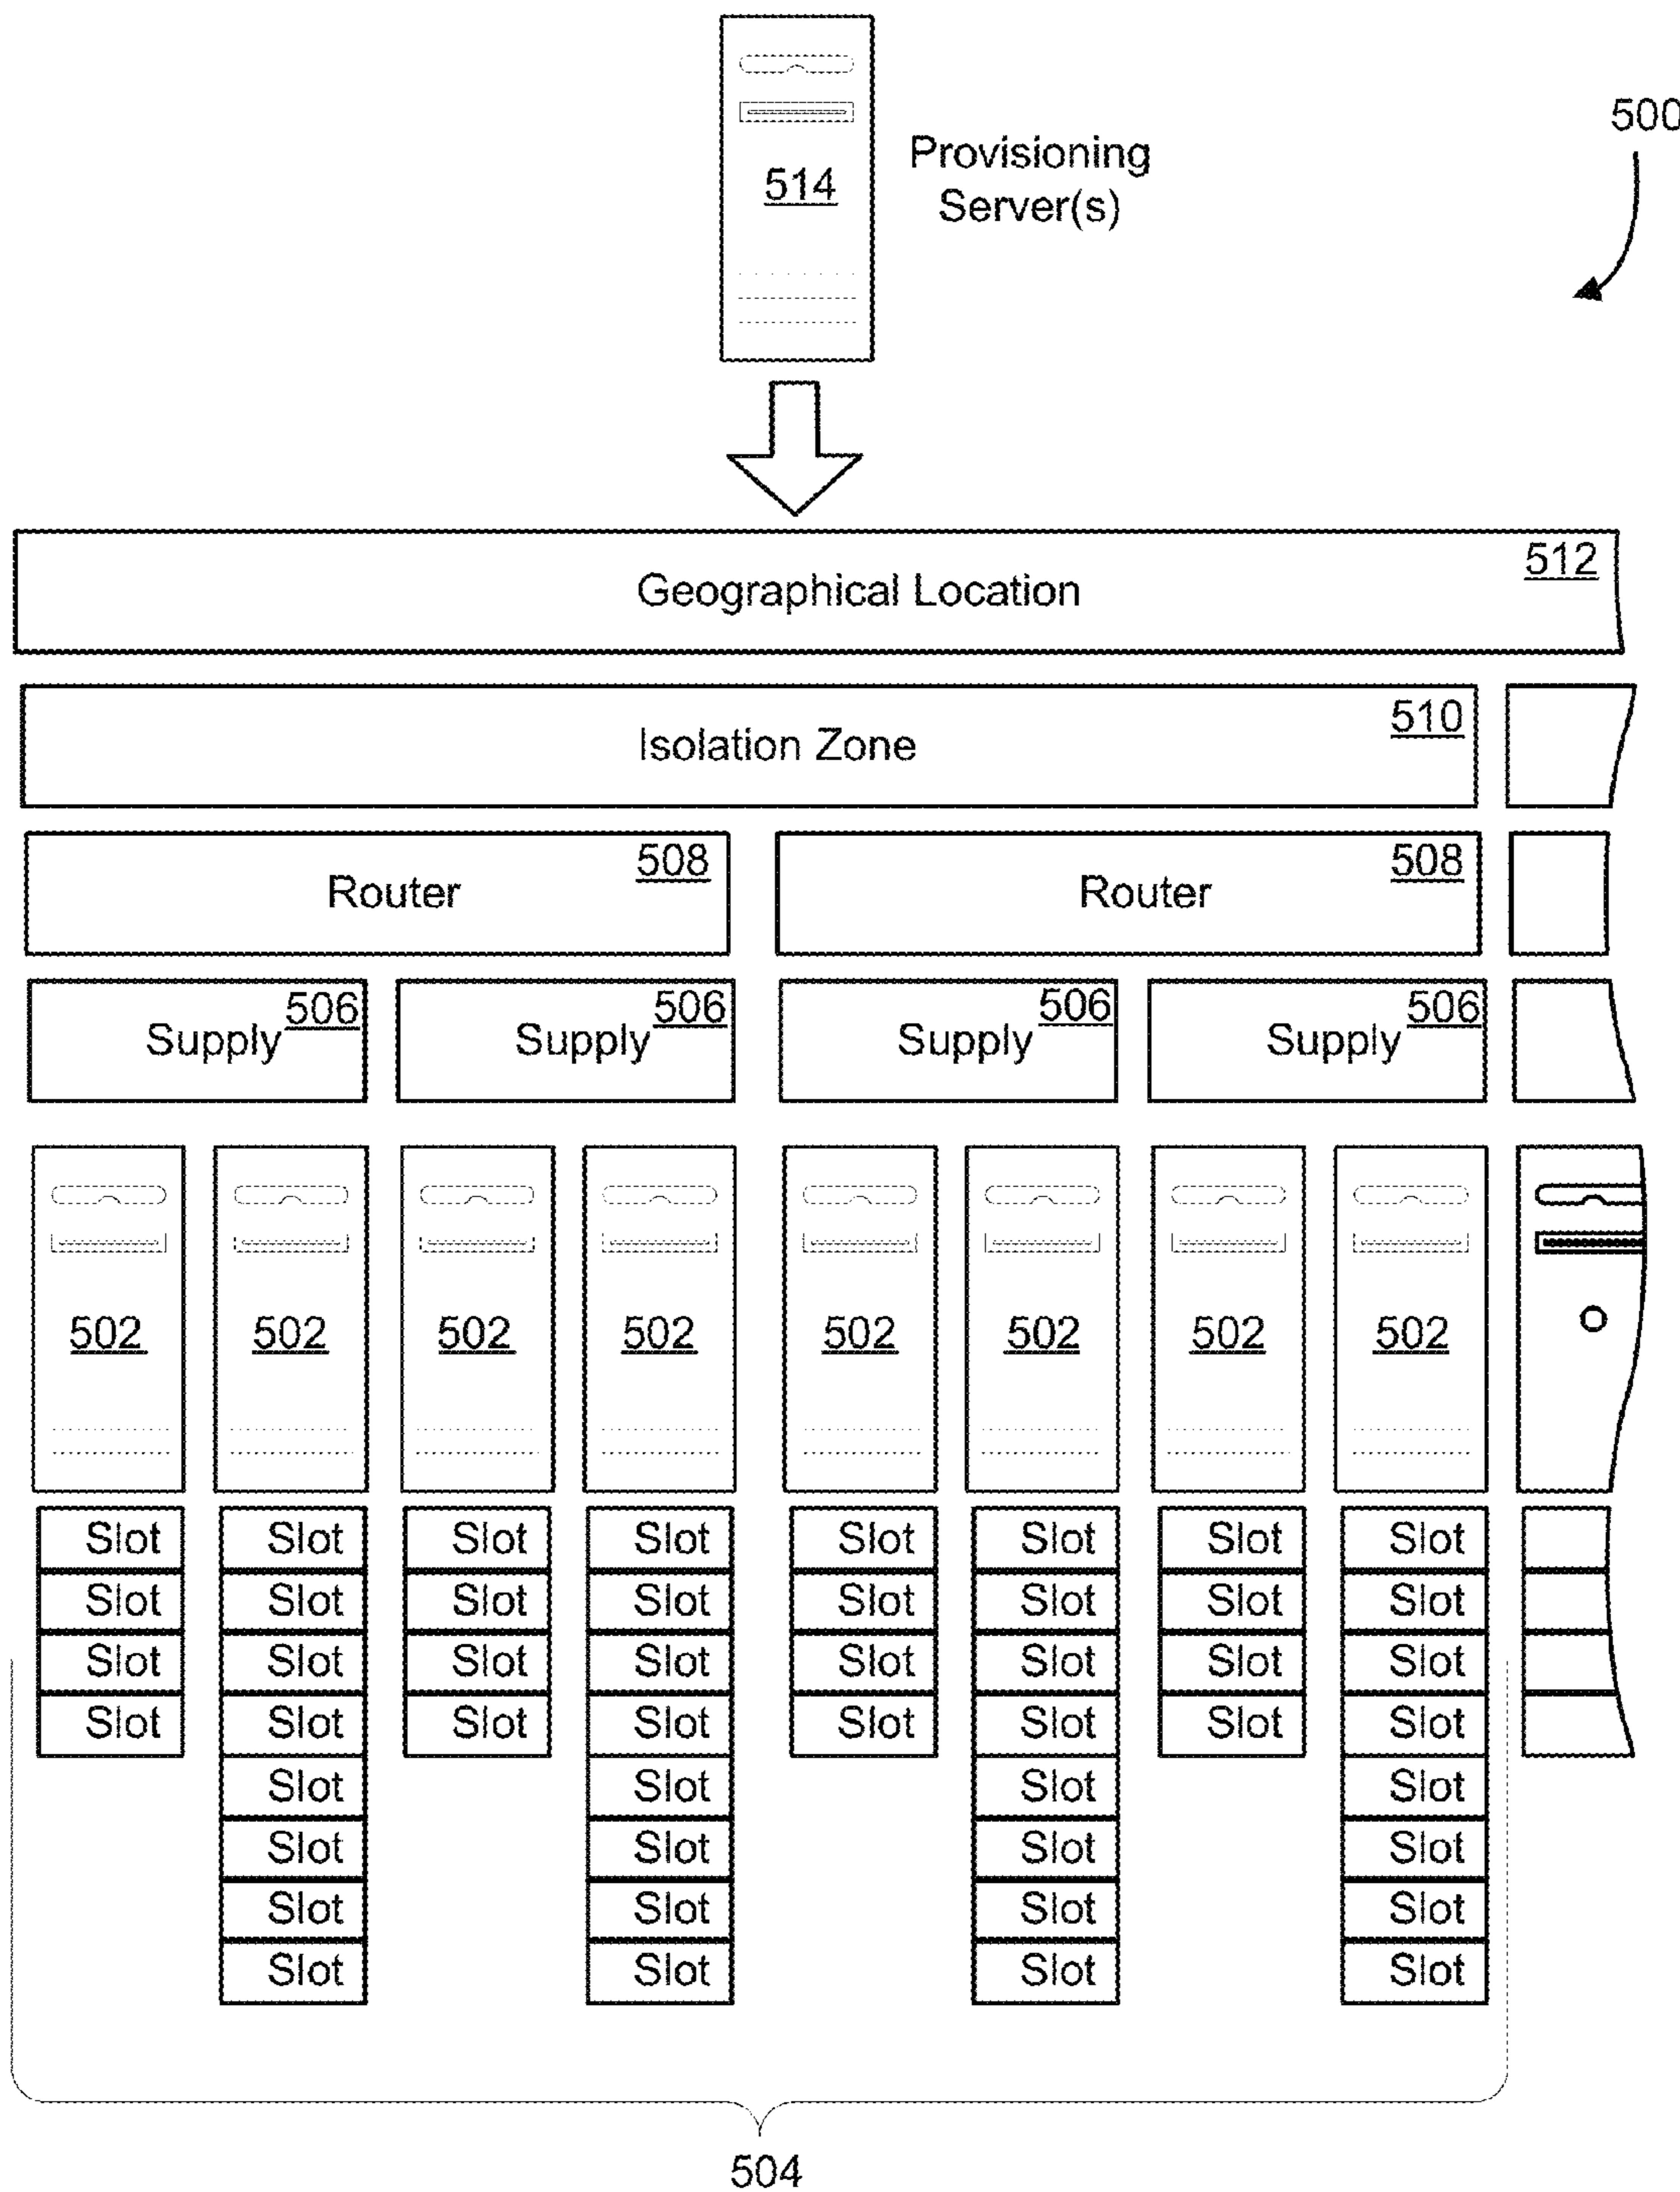 500
514
Provisioning
Server(s)
512
Geographical Location
510
Isolation Zone
508 508
Router Router
506 506 506 506
Supply Supply Supply Supply
502 502 502 502 502 502 502 502
Slot Slot Slot Slot Slot Slot Slot Slot
Slot Slot Slot Slot Slot Slot Slot Slot
Slot Slot Slot Slot Slot Slot Slot Slot
Slot Slot Slot Slot Slot Slot Slot Slot
Slot Slot Slot Slot
Slot Slot Slot Slot
Slot Slot Slot Slot
Slot Slot Slot Slot
504